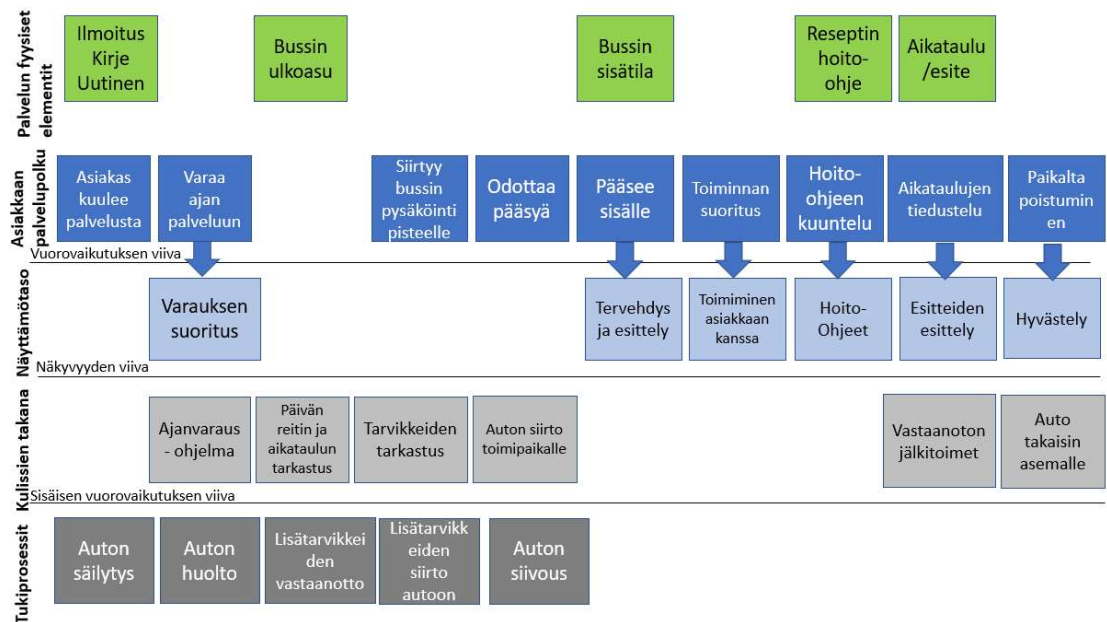 Palvelun fyysiset
elementit
Ilmoitus
Kirje
Uutinen
Bussin
ulkoasu
Bussin
sisätila
Reseptin
hoito-
ohje
Aikataulu
/esite
Asiakkaan
palvelupolku
Asiakas
kuulee
palvelusta
Varaa
ajan
palveluun
Siirtyy
bussin
pysäköinti
pisteelle
Odottaa
pääsyä
Pääsee
sisälle
Toiminnan
suoritus
Hoito-
ohjeen
kuuntelu
Aikataulujen
tiedustelu
Paikalta
poistumin
en
Vuorovaikutuksen viiva
Näyttämötaso
Varauksen
suoritus
Tervehdys
ja esittely
Toimiminen
asiakkaan
kanssa
Hoito-
Ohjeet
Esitteiden
esittely
Hyvästely
Näkyvyyden viiva
Kulissien takana
Ajanvaraus
- ohjelma
Päivän
reitin ja
aikataulun
tarkastus
Tarvikkeiden
tarkastus
Auton siirto
toimipaikalle
Vastaanoton
jälkitoimet
Auto
takaisin
asemalle
Sisäisen vuorovaikutuksen viiva
Tukiprosessit
Auton
säilytys
Auton
huolto
Lisätarvikkei
den
vastaanotto
Lisätarvikk
eiden
siirto
autoon
Auton
siivous